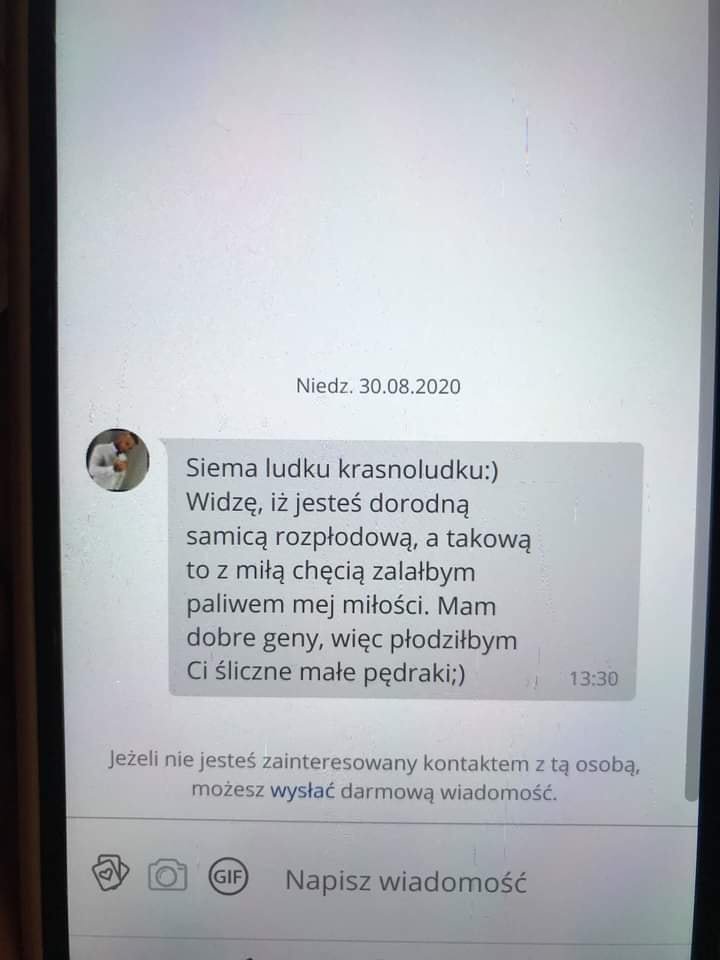 Niedz. 30.08.2020
Siema ludku krasnoludku:)
Widzę, iż jesteś dorodną
samicą rozpłodową, a takową
to z miłą chęcią zalałbym
paliwem mej miłości. Mam
dobre geny, więc płodziłbym
Ci śliczne małe pędraki;)
13:30
Jeżeli nie jesteś zainteresowany kontaktem z tą osobą,
możesz wysłać darmową wiadomość.
GIF Napisz wiadomość